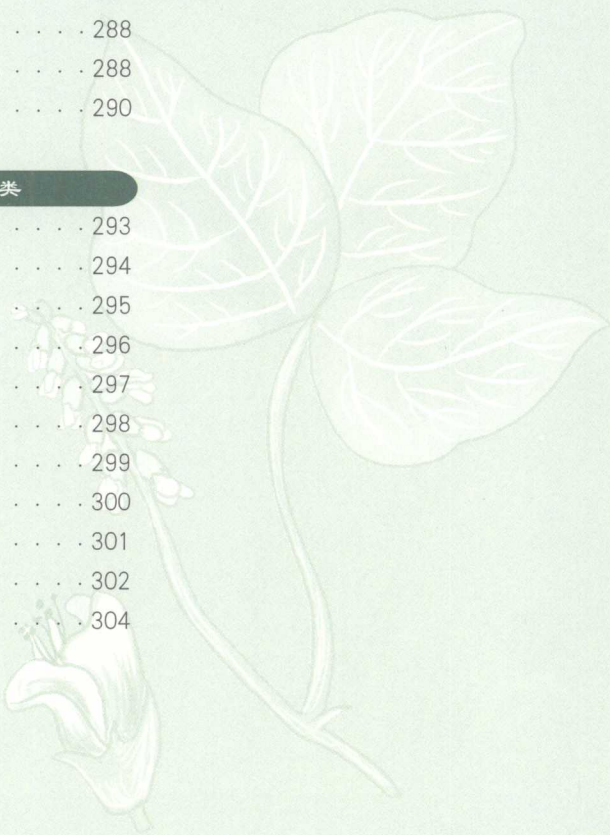 . . . . 288
. . . . 288
. . . . 290
类
. . . . 293
. . . . 294
. . . . 295
. . . . 296
. . . . 297
. . . . 298
. . . . 299
. . . . 300
. . . . 301
. . . . 302
. . . . 304